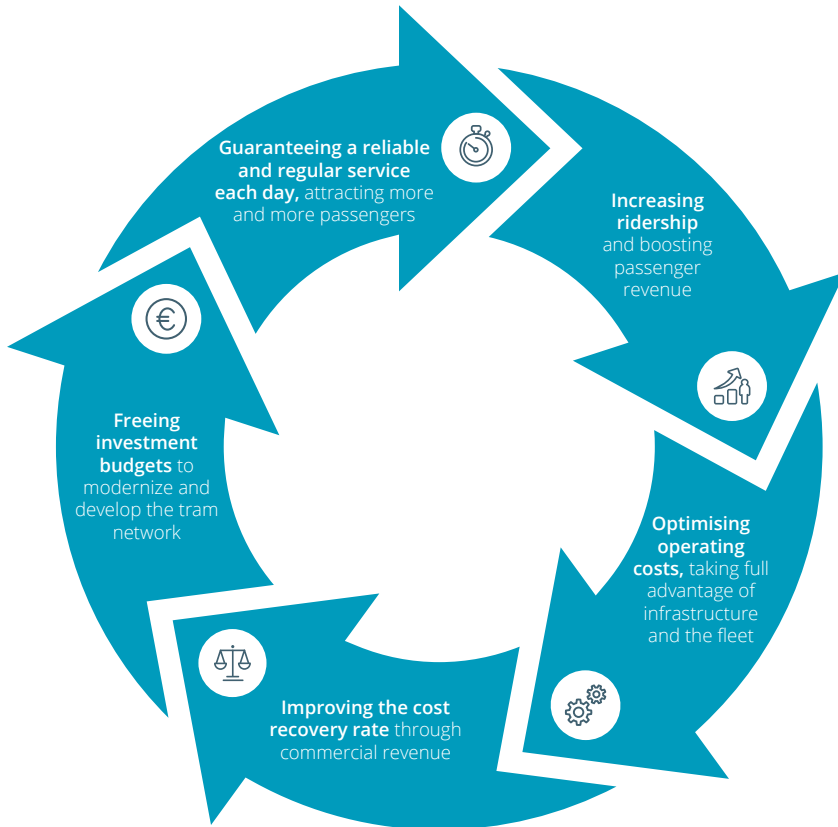 Guaranteeing a reliable
and regular service
each day, attracting more
and more passengers
Increasing
ridership
and boosting
passenger
revenue
Optimising
operating
costs, taking full
advantage of
infrastructure
and the fleet
Improving the cost
recovery rate through
commercial revenue
Freeing
investment
budgets to
modernize and
develop the tram
network
€